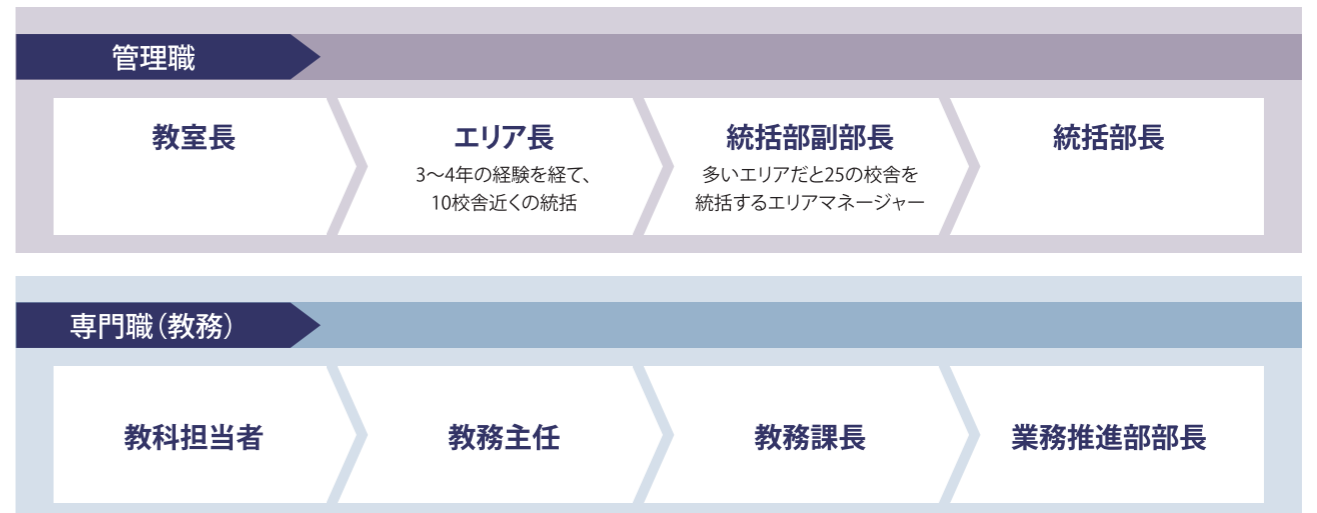 管理職
教室長
エリア長
3〜4年の経験を経て、
10校舎近くの統括
統括部副部長
多いエリアだと25の校舎を
統括するエリアマネージャー
統括部長
専門職（教務）
教科担当者
教務主任
教務課長
業務推進部部長